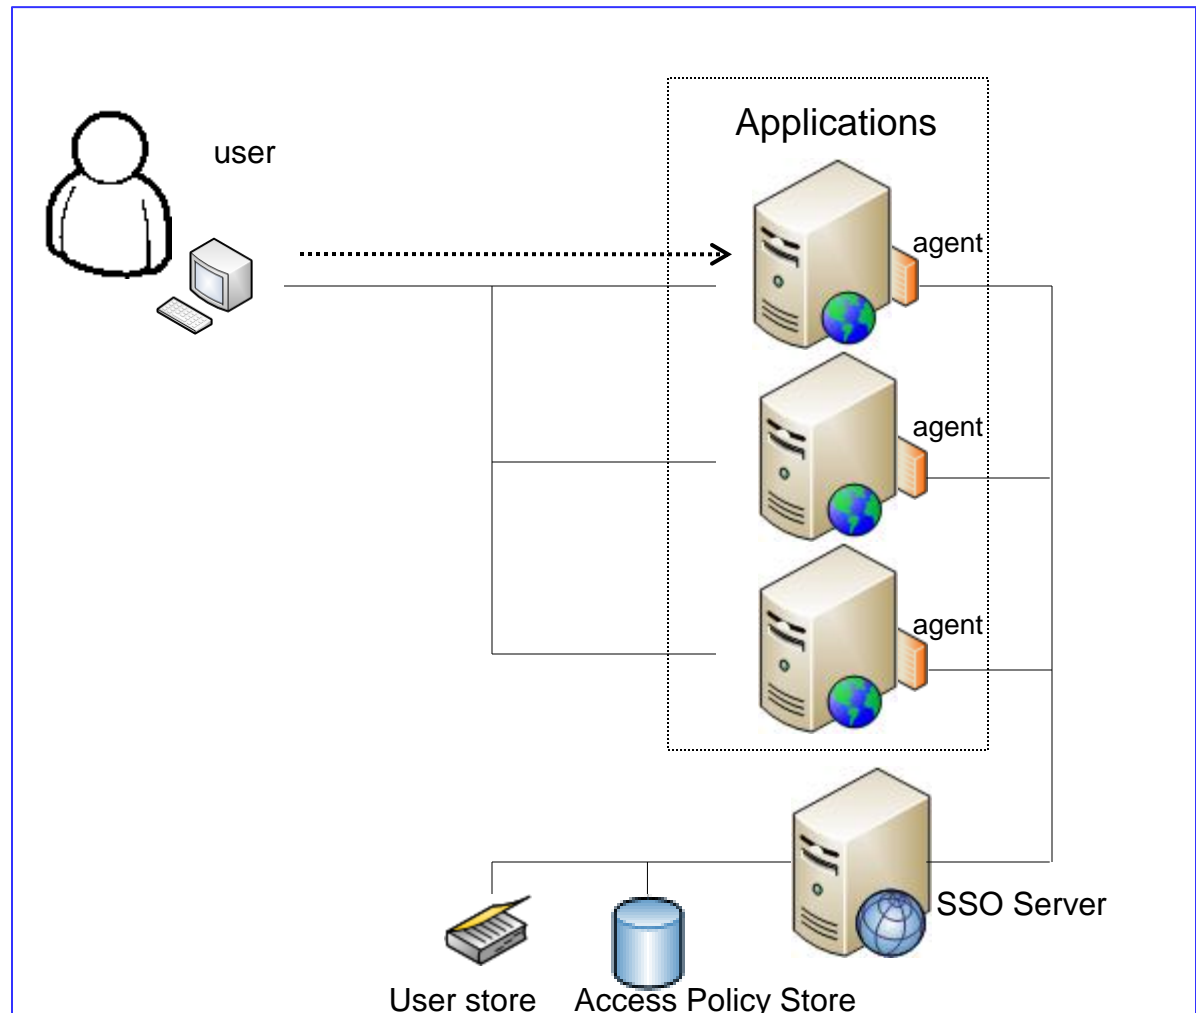 Applications
user
agent
agent
agent
SSO Server
User store
Access Policy Store